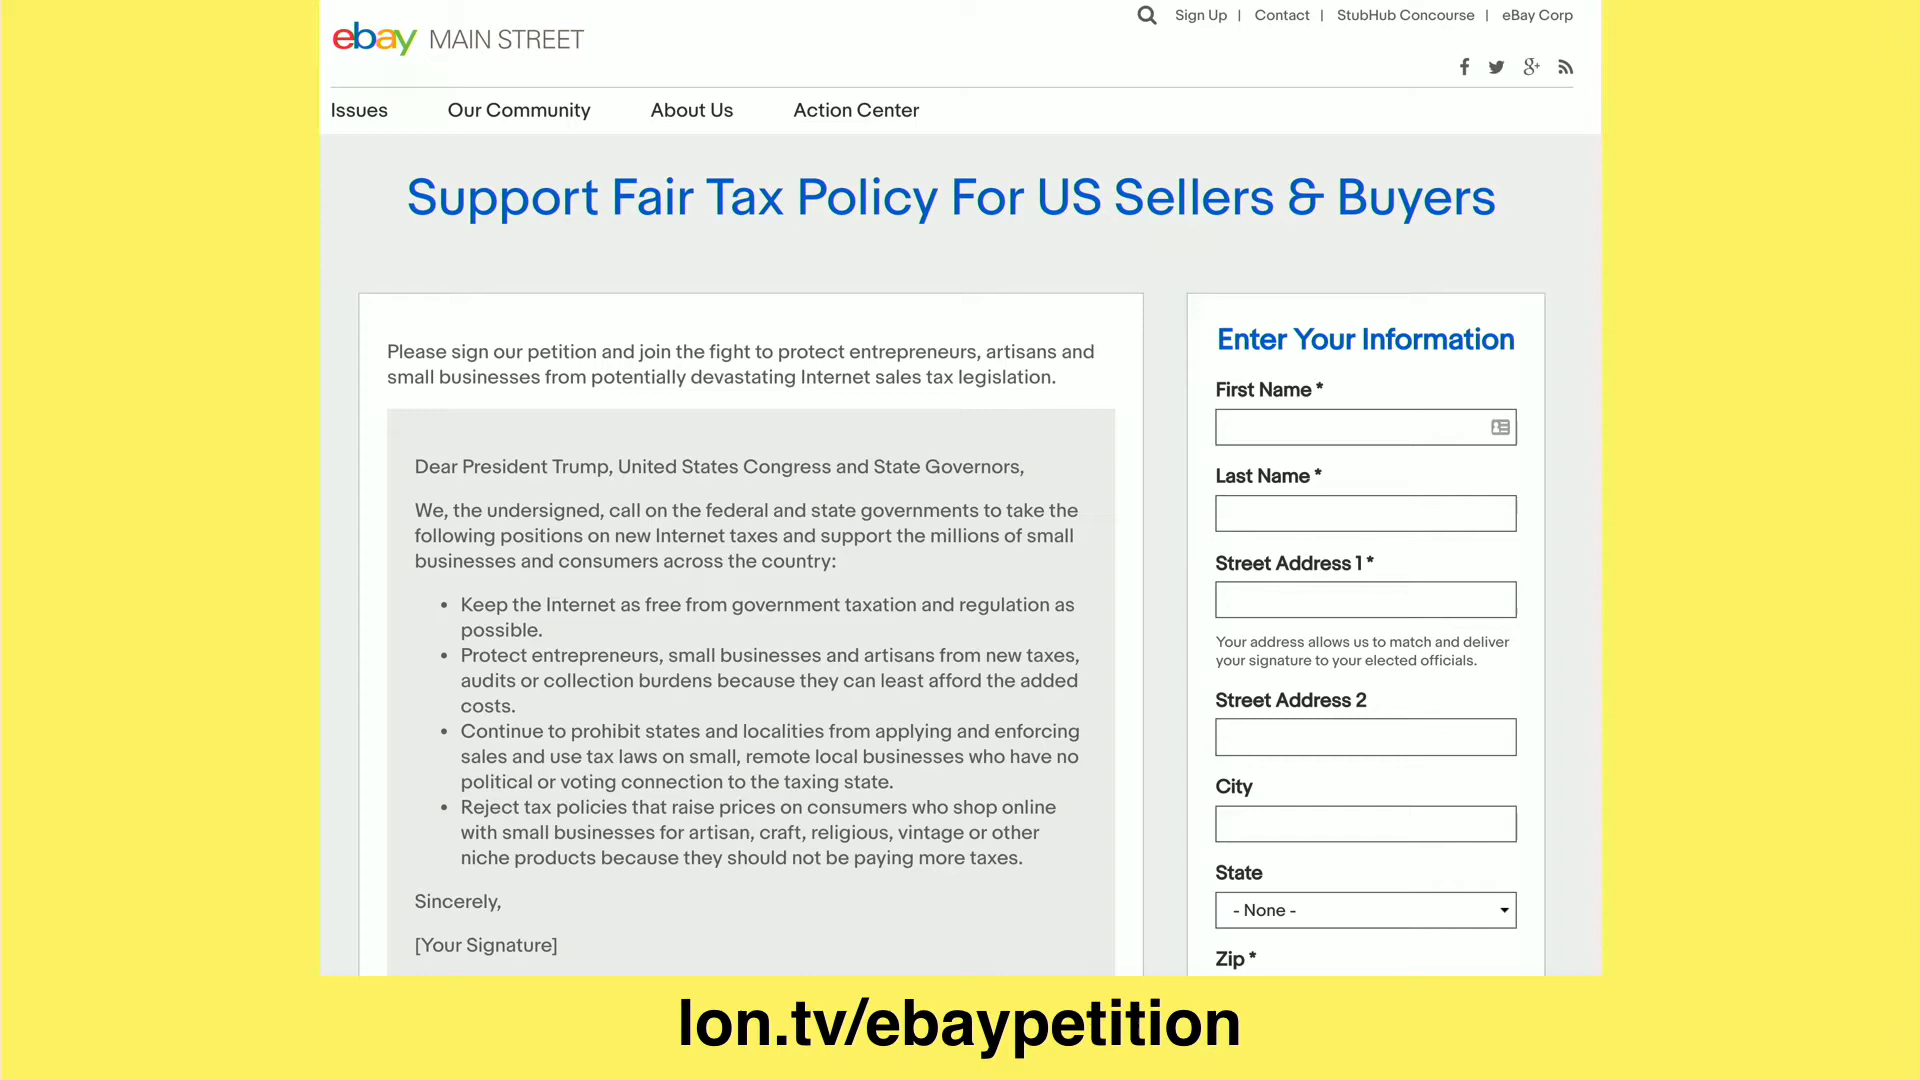 Sign Up | Contact | StubHub Concourse | eBay Corp
ebay MAIN STREET
Issues Our Community About Us Action Center
Support Fair Tax Policy For US Sellers & Buyers
Please sign our petition and join the fight to protect entrepreneurs, artisans and
small businesses from potentially devastating Internet sales tax legislation.
Dear President Trump, United States Congress and State Governors,
We, the undersigned, call on the federal and state governments to take the
following positions on new Internet taxes and support the millions of small
businesses and consumers across the country:
• Keep the Internet as free from government taxation and regulation as
possible.
• Protect entrepreneurs, small businesses and artisans from new taxes,
audits or collection burdens because they can least afford the added
costs.
• Continue to prohibit states and localities from applying and enforcing
sales and use tax laws on small, remote local businesses who have no
political or voting connection to the taxing state.
• Reject tax policies that raise prices on consumers who shop online
with small businesses for artisan, craft, religious, vintage or other
niche products because they should not be paying more taxes.
Sincerely,
[Your Signature]
Enter Your Information
First Name *
Last Name *
Street Address 1 *
Your address allows us to match and deliver
your signature to your elected officials.
Street Address 2
City
State
- None -
Zip *
lon.tv/ebaypetition